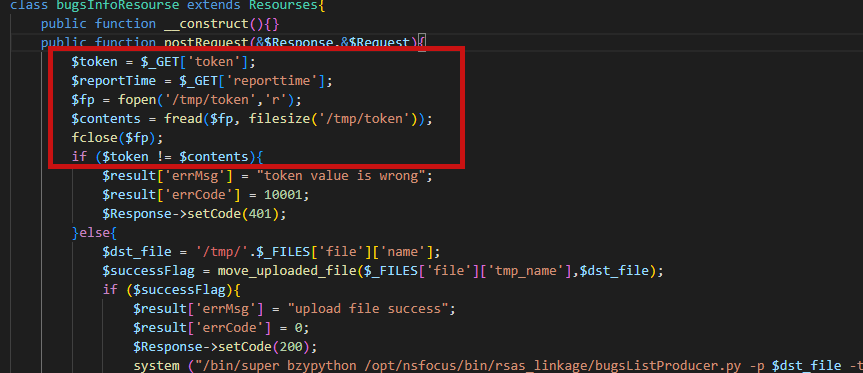 class bugsInfoResourse extends Resourses{
public function __construct(){}
public function postRequest(&$Response,&$Request){
$token = $_GET['token'];
$reportTime = $_GET['reporttime'];
$fp = fopen('/tmp/token','r');
$contents = fread($fp, filesize('/tmp/token'));
fclose($fp);
if ($token != $contents){
$result['errMsg'] = "token value is wrong";
$result['errCode'] = 10001;
$Response->setCode(401);
}else{
$dst_file = '/tmp/'.$_FILES['file']['name'];
$successFlag = move_uploaded_file($_FILES['file']['tmp_name'],$dst_file);
if ($successFlag){
$result['errMsg'] = "upload file success";
$result['errCode'] = 0;
$Response->setCode(200);
system ("/bin/super bzypython /opt/nsfocus/bin/rsas_linkage/bugsListProducer.py -p $dst_file -t